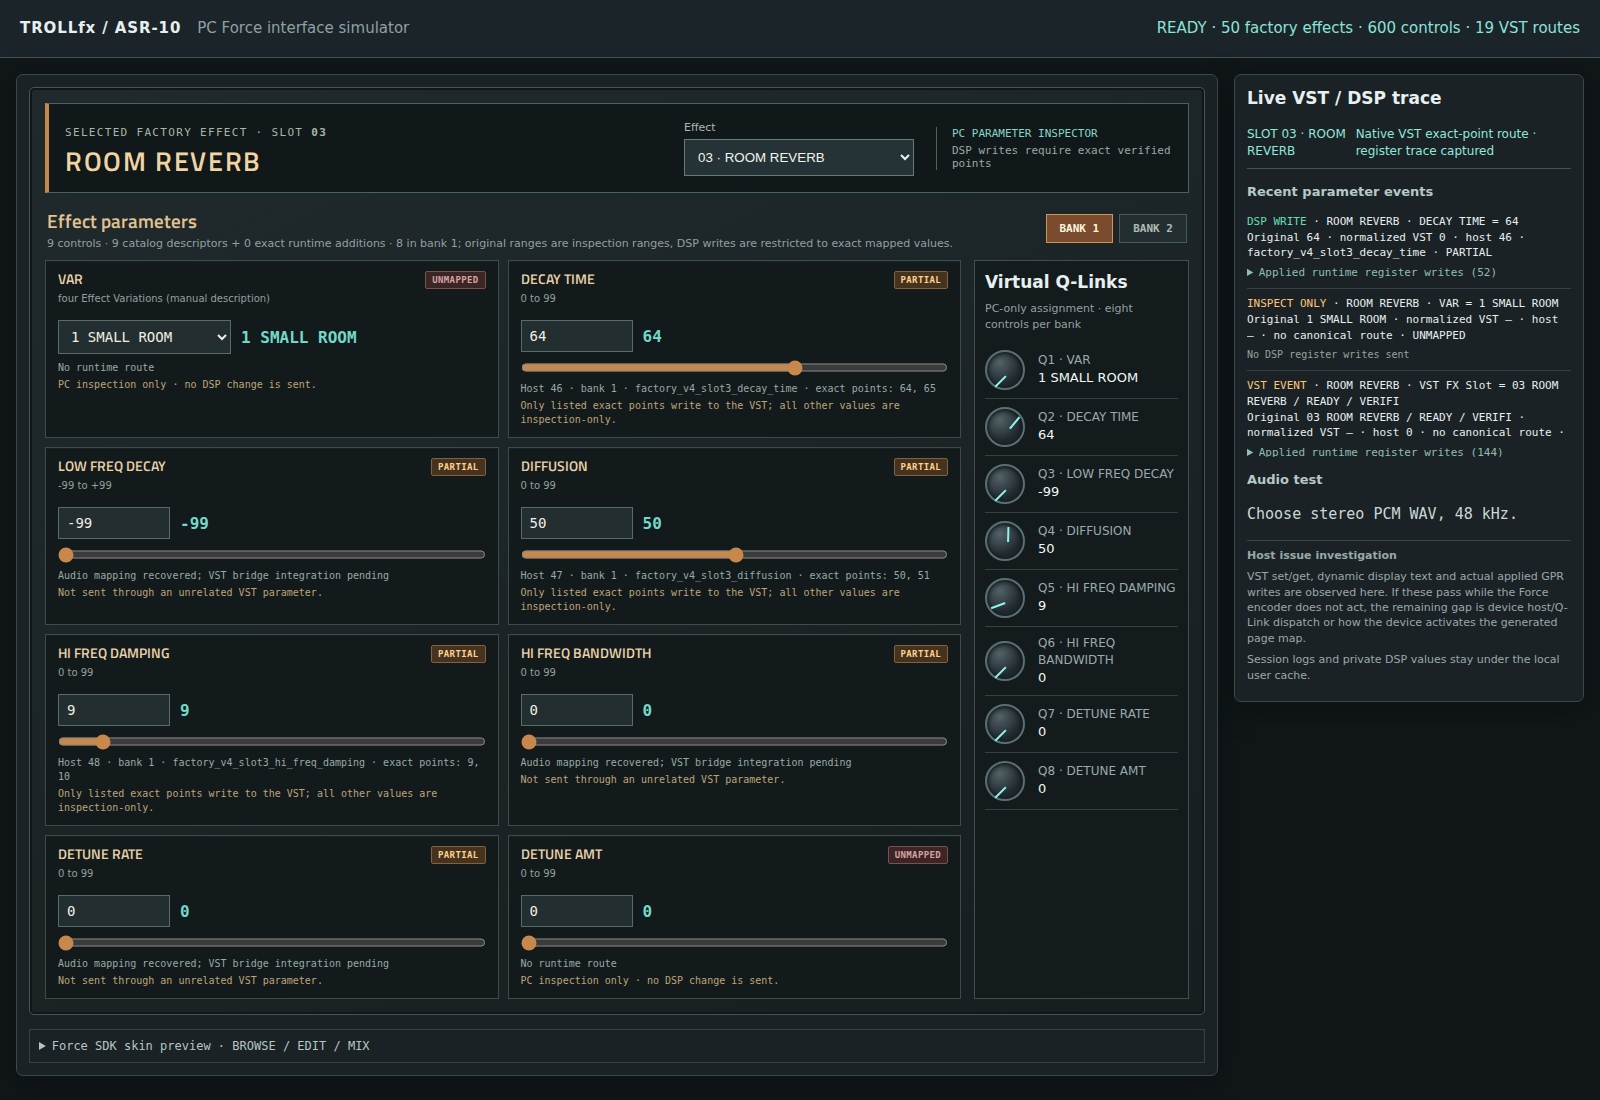 TROLLfx / ASR-10 PC Force interface simulator
READY · 50 factory effects · 600 controls · 19 VST routes
SELECTED FACTORY EFFECT · SLOT 03
ROOM REVERB
Effect
03 · ROOM REVERB
PC PARAMETER INSPECTOR
DSP writes require exact verified
points
Effect parameters
9 controls · 9 catalog descriptors + 0 exact runtime additions · 8 in bank 1; original ranges are inspection ranges, DSP writes are restricted to exact mapped values.
BANK 1
BANK 2
VAR
UNMAPPED
four Effect Variations (manual description)
1 SMALL ROOM
1 SMALL ROOM
No runtime route
PC inspection only · no DSP change is sent.
DECAY TIME
PARTIAL
0 to 99
64
64
Host 46 · bank 1 · factory_v4_slot3_decay_time · exact points: 64, 65
Only listed exact points write to the VST; all other values are
inspection-only.
LOW FREQ DECAY
PARTIAL
-99 to +99
-99
-99
Audio mapping recovered; VST bridge integration pending
Not sent through an unrelated VST parameter.
DIFFUSION
PARTIAL
0 to 99
50
50
Host 47 · bank 1 · factory_v4_slot3_diffusion · exact points: 50, 51
Only listed exact points write to the VST; all other values are
inspection-only.
HI FREQ DAMPING
PARTIAL
0 to 99
9
9
Host 48 · bank 1 · factory_v4_slot3_hi_freq_damping · exact points: 9,
10
Only listed exact points write to the VST; all other values are
inspection-only.
HI FREQ BANDWIDTH
PARTIAL
0 to 99
0
0
Audio mapping recovered; VST bridge integration pending
Not sent through an unrelated VST parameter.
DETUNE RATE
PARTIAL
0 to 99
0
0
Audio mapping recovered; VST bridge integration pending
Not sent through an unrelated VST parameter.
DETUNE AMT
UNMAPPED
0 to 99
0
0
No runtime route
PC inspection only · no DSP change is sent.
Virtual Q-Links
PC-only assignment · eight
controls per bank
Q1 · VAR
1 SMALL ROOM
Q2 · DECAY TIME
64
Q3 · LOW FREQ DECAY
-99
Q4 · DIFFUSION
50
Q5 · HI FREQ DAMPING
9
Q6 · HI FREQ
BANDWIDTH
0
Q7 · DETUNE RATE
0
Q8 · DETUNE AMT
0
Force SDK skin preview · BROWSE / EDIT / MIX
Live VST / DSP trace
SLOT 03 · ROOM
REVERB
Native VST exact-point route ·
register trace captured
Recent parameter events
DSP WRITE · ROOM REVERB · DECAY TIME = 64
Original 64 · normalized VST 0 · host 46 ·
factory_v4_slot3_decay_time · PARTIAL
Applied runtime register writes (52)
INSPECT ONLY · ROOM REVERB · VAR = 1 SMALL ROOM
Original 1 SMALL ROOM · normalized VST — · host
— · no canonical route · UNMAPPED
No DSP register writes sent
VST EVENT · ROOM REVERB · VST FX Slot = 03 ROOM
REVERB / READY / VERIFI
Original 03 ROOM REVERB / READY / VERIFI ·
normalized VST — · host 0 · no canonical route ·
Applied runtime register writes (144)
Audio test
Choose stereo PCM WAV, 48 kHz.
Host issue investigation
VST set/get, dynamic display text and actual applied GPR
writes are observed here. If these pass while the Force
encoder does not act, the remaining gap is device host/Q-
Link dispatch or how the device activates the generated
page map.
Session logs and private DSP values stay under the local
user cache.